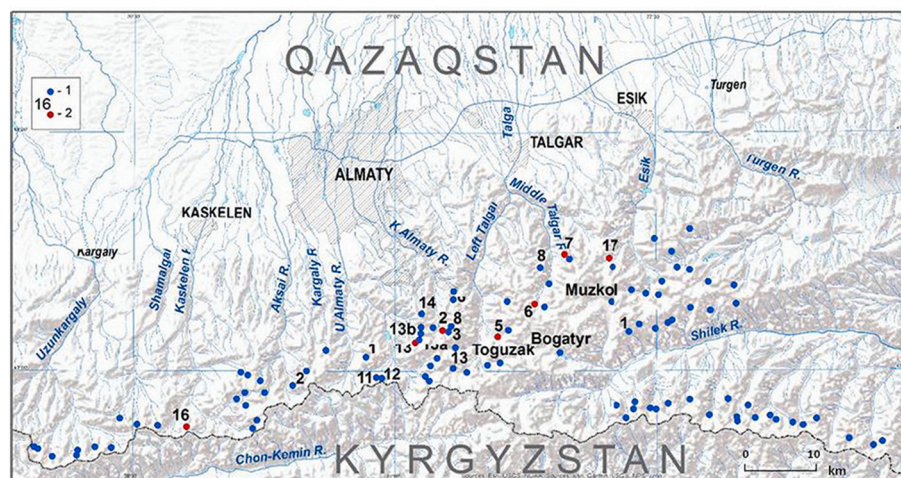 QAZAQSTAN
- 1
16
- 2
Turgen
ESIK
Talga
TALGAR
Turgen R.
ALMATY
Esik
Middle Talgar R
KASKELEN
Left Talgar
K Almaty R.
Kargaly
Shamalgan
Kaskelen R
Aksai R.
Kargaly R
U Almaty R.
Uzunkargaly
7
8
17
Muzkol
14
6
13b
2
8
3
5
1
Shilek R.
13
13
Toguzak
Bogatyr
1
11
12
2
16
Chon-Kemin R.
KYRGYZSTAN
0
10
km